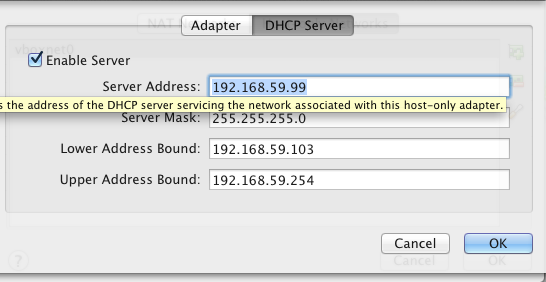 Adapter DHCP Server
Enable Server
Server Address: 192.168.59.99
s the address of the DHCP server servicing the network associated with this host-only adapter.
Server Mask: 255.255.255.0
Lower Address Bound: 192.168.59.103
Upper Address Bound: 192.168.59.254
Cancel OK
? Cancel OK